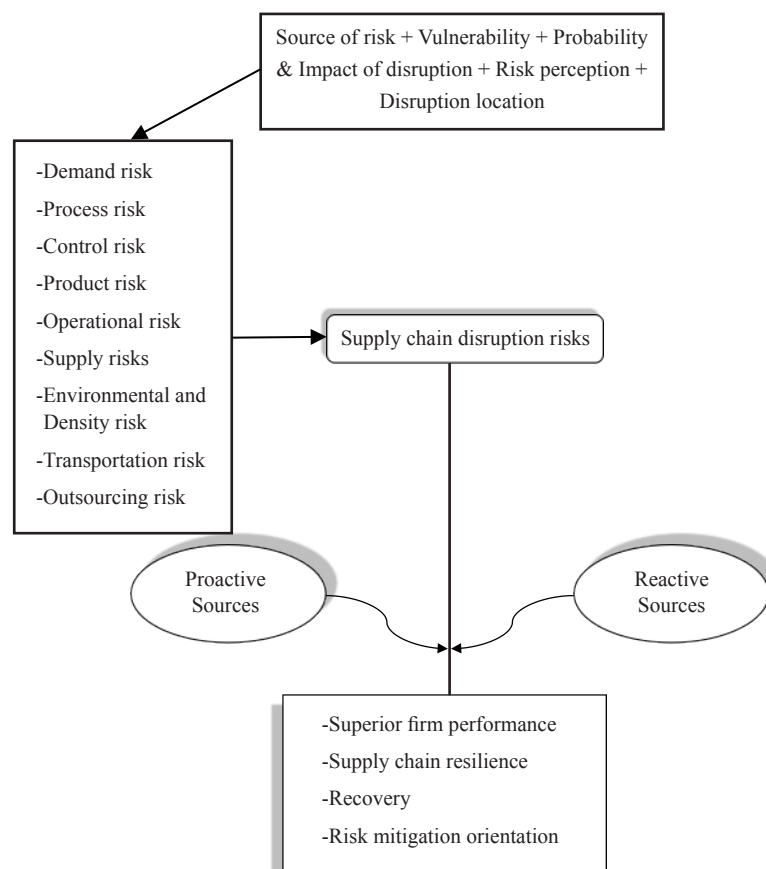 Source of risk + Vulnerability + Probability
& Impact of disruption + Risk perception +
Disruption location
-Demand risk
-Process risk
-Control risk
-Product risk
-Operational risk
-Supply risks
-Environmental and
Density risk
-Transportation risk
-Outsourcing risk
Supply chain disruption risks
Proactive
Sources
Reactive
Sources
-Superior firm performance
-Supply chain resilience
-Recovery
-Risk mitigation orientation